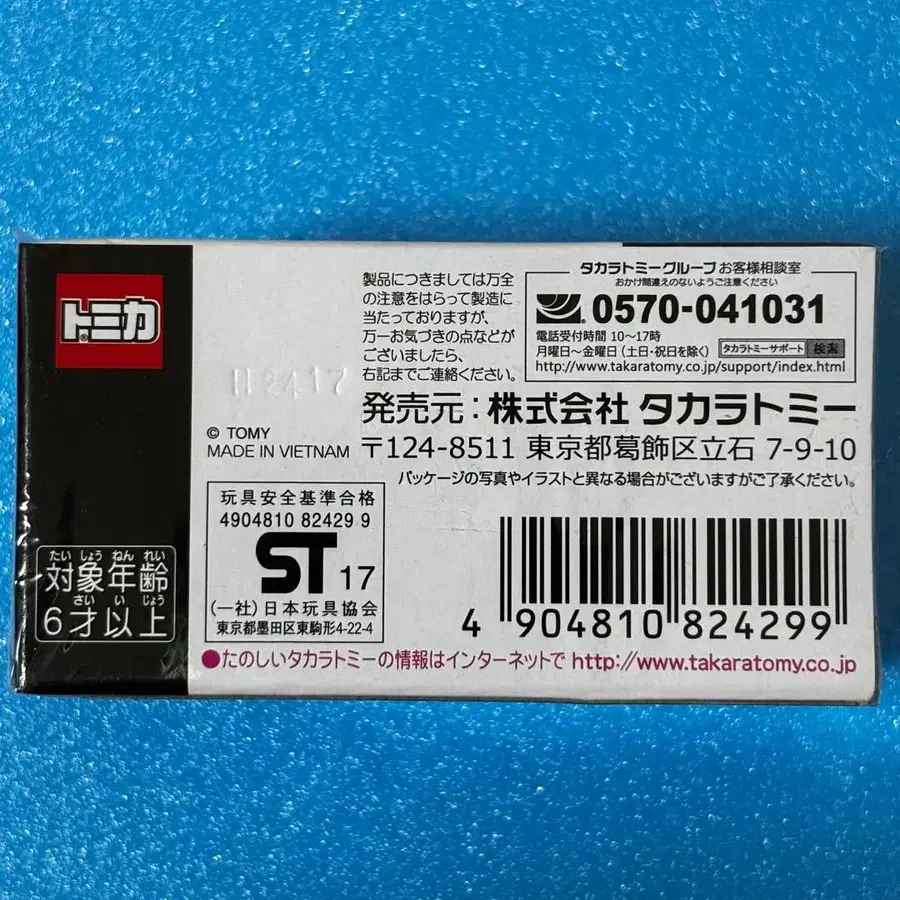 トミカ
®
製品につきましては万全
の注意をはらって製造に
当たっておりますが、
万一お気づきの点などが
ございましたら、
右記までご連絡ください。
タカラトミーグループ お客様相談室
おかけ間違えのないようご注意ください
0570-041031
電話受付時間 10〜17時
月曜日〜金曜日 (土日・祝日を除く)
タカラトミーサポート 検索
http://www.takaratomy.co.jp/support/index.html
発売元:株式会社 タカラトミー
〒124-8511 東京都葛飾区立石 7-9-10
© TOMY
MADE IN VIETNAM
パッケージの写真やイラストと異なる場合がございますがご了承ください。
玩具安全基準合格
4904810 82429 9
ST 17
(一社)日本玩具協会
東京都墨田区東駒形4-22-4
たい しょう ねん れい
対象年齢
さい い じょう
6才以上
4 904810 824299
●たのしいタカラトミーの情報はインターネットで http://www.takaratomy.co.jp